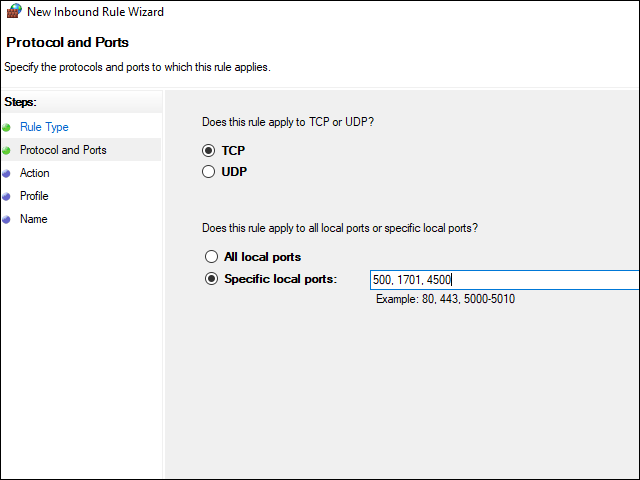 New Inbound Rule Wizard
Protocol and Ports
Specify the protocols and ports to which this rule applies.
Steps:
Rule Type
Protocol and Ports
Action
Profile
Name
Does this rule apply to TCP or UDP?
TCP
UDP
Does this rule apply to all local ports or specific local ports?
All local ports
Specific local ports:
500, 1701, 4500
Example: 80, 443, 5000-5010